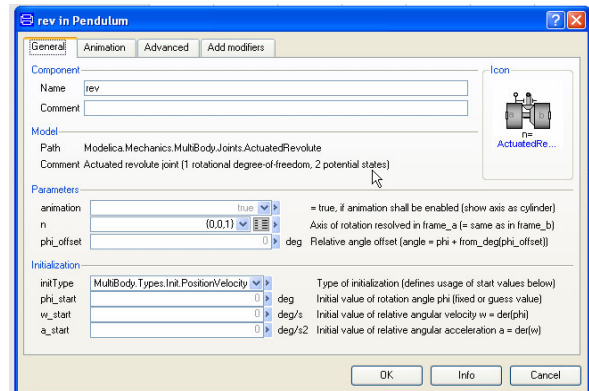 rev in Pendulum
General Animation Advanced Add modifiers
Component
Name rev
Comment
Icon
a b
n=
ActuatedRe...
Model
Path Modelica.Mechanics.MultiBody.Joints.ActuatedRevolute
Comment Actuated revolute joint (1 rotational degree-of-freedom, 2 potential states)
Parameters
animation true = true, if animation shall be enabled (show axis as cylinder)
n {0,0,1} Axis of rotation resolved in frame_a (= same as in frame_b)
phi_offset 0 deg Relative angle offset (angle = phi + from_deg(phi_offset))
Initialization
initType MultiBody.Types.Init.PositionVelocity Type of initialization (defines usage of start values below)
phi_start 0 deg Initial value of rotation angle phi (fixed or guess value)
w_start 0 deg/s Initial value of relative angular velocity w = der(phi)
a_start 0 deg/s2 Initial value of relative angular acceleration a = der(w)
OK Info Cancel